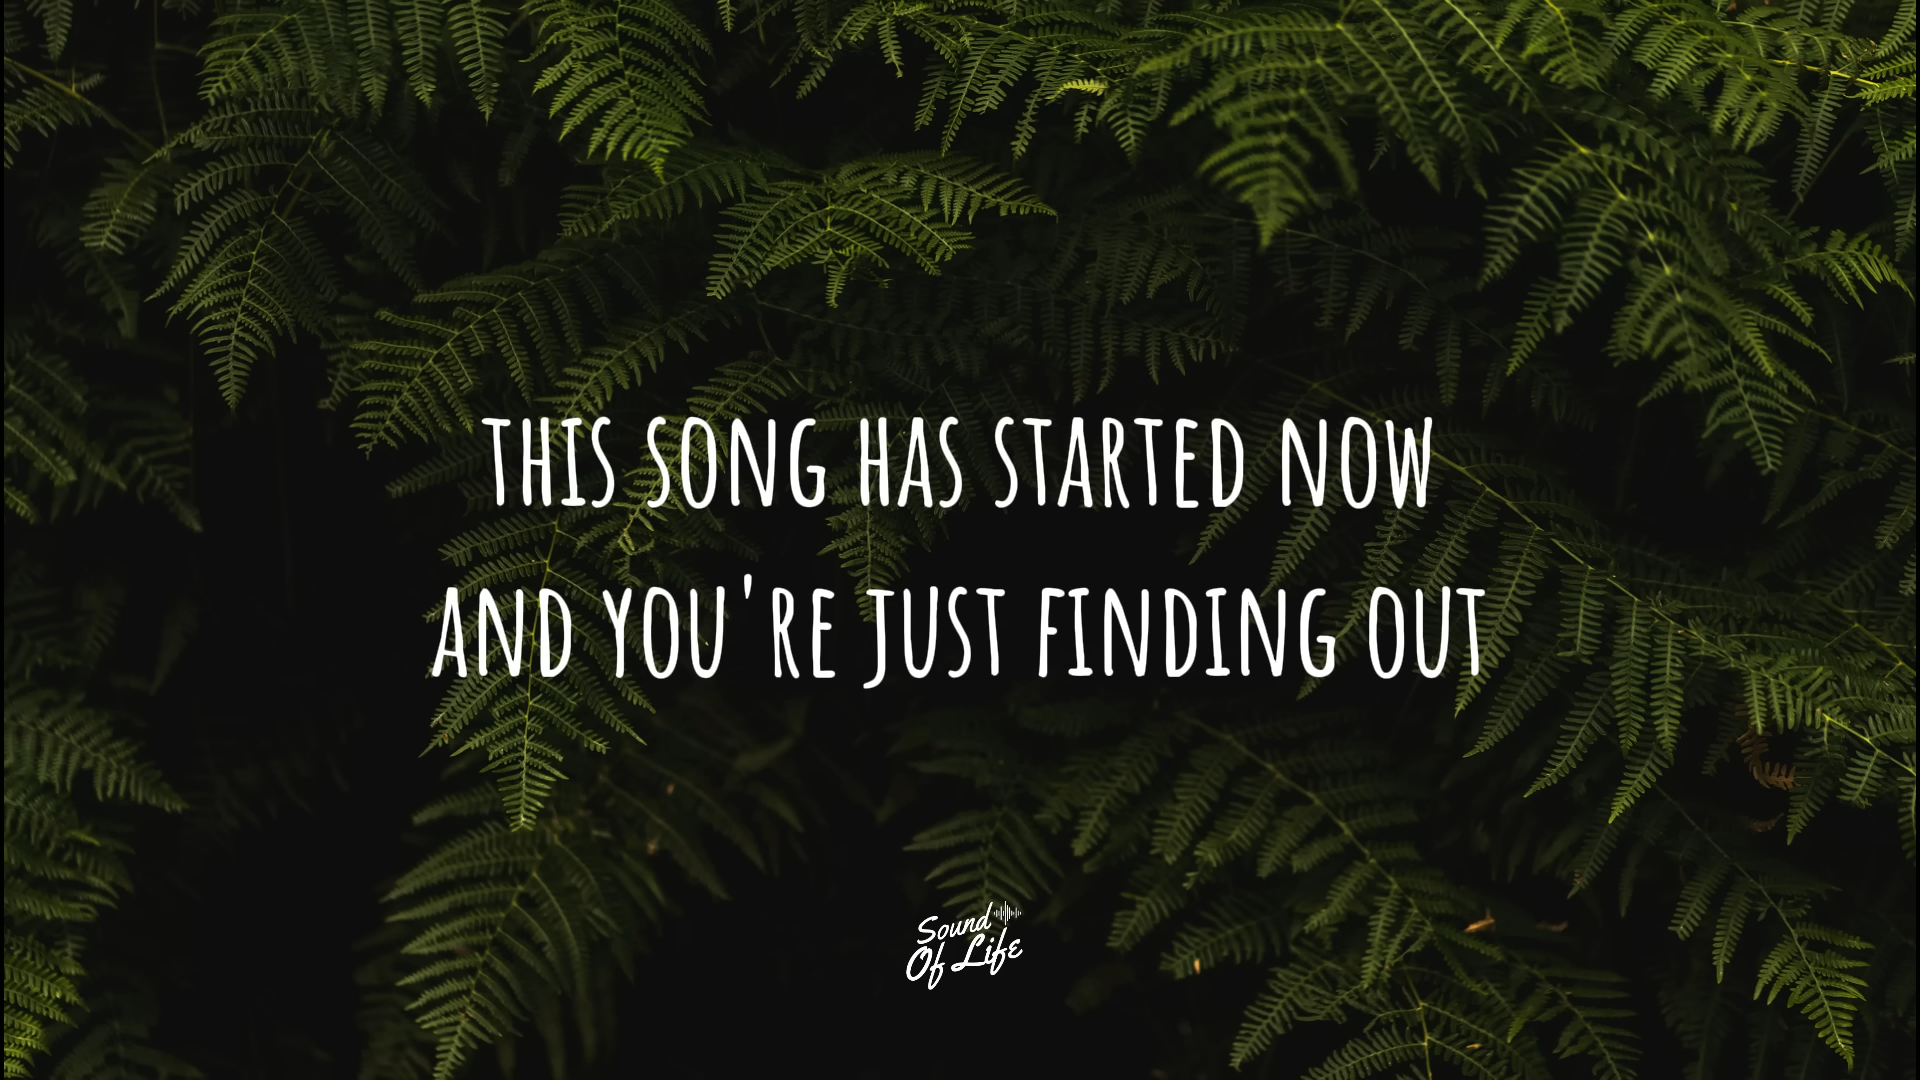 THIS SONG HAS STARTED NOW
AND YOU'RE JUST FINDING OUT
Sound
Of Life